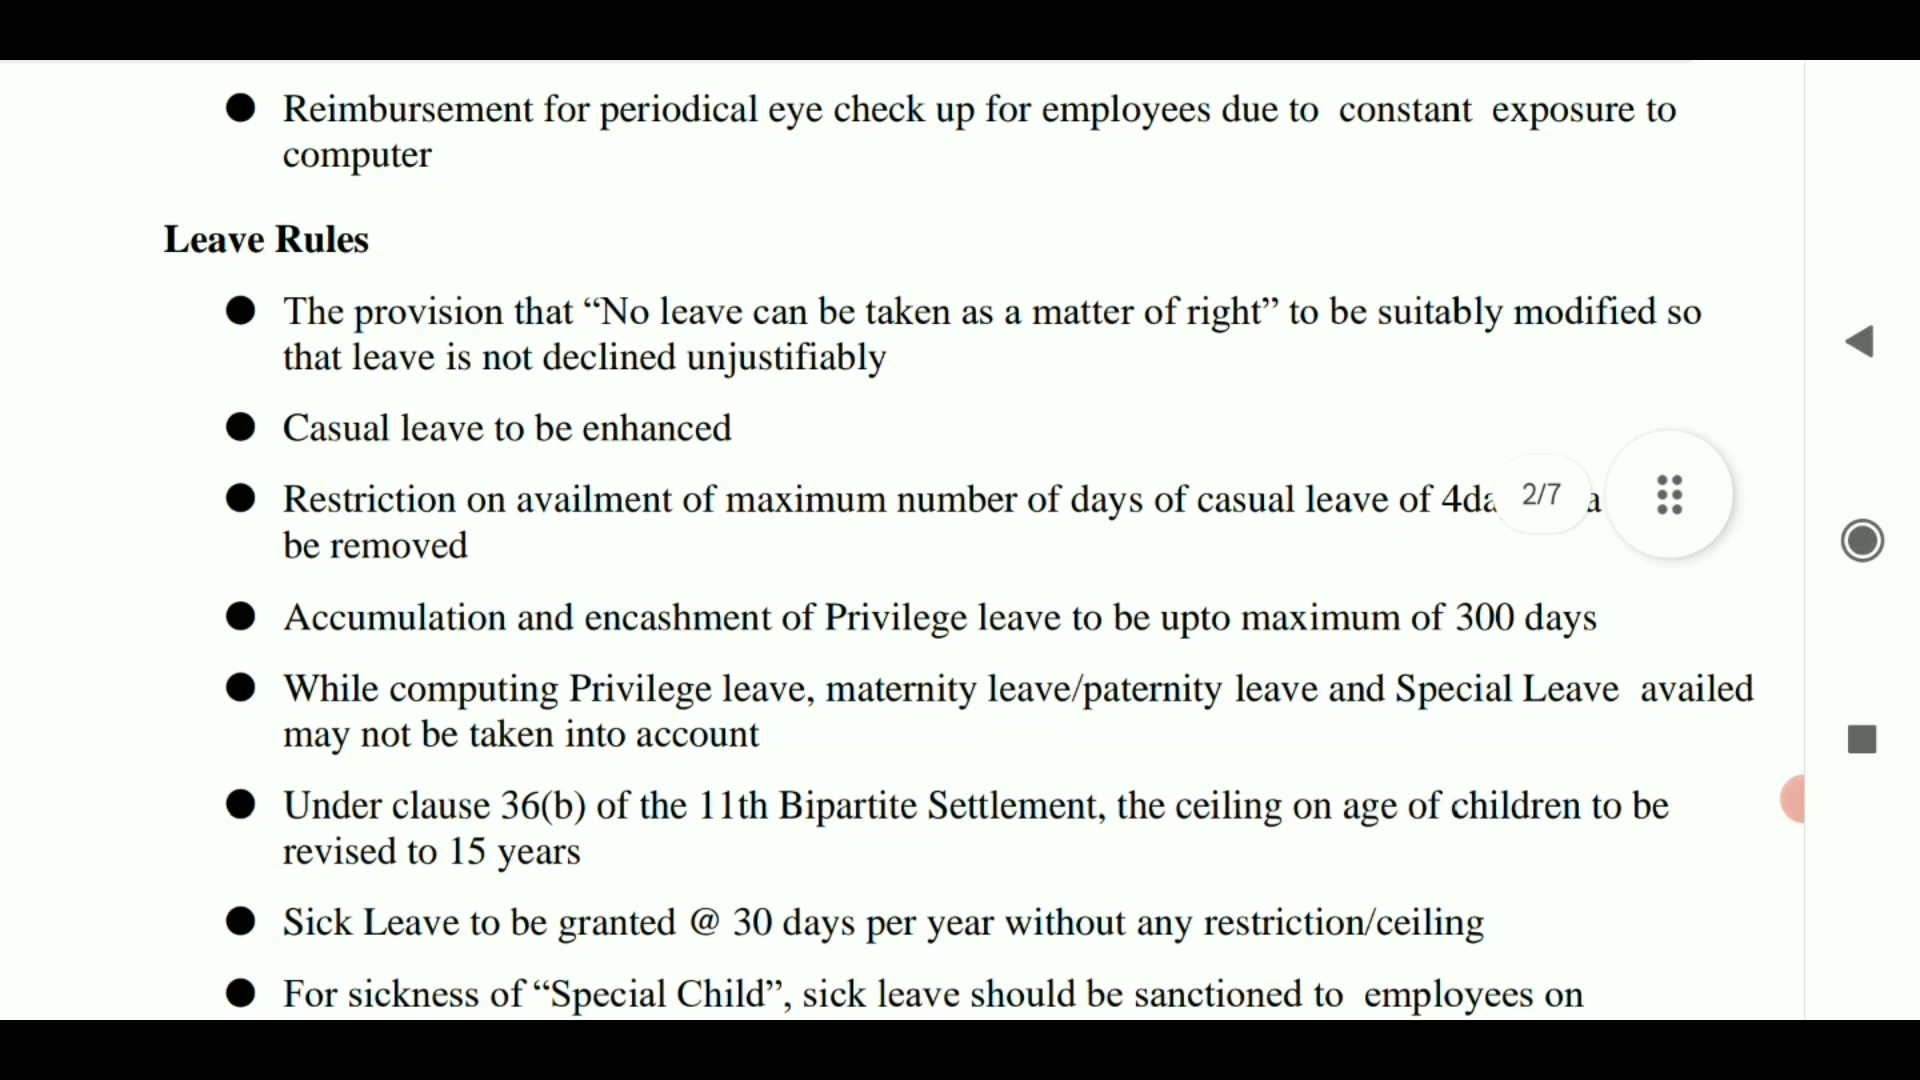 ● Reimbursement for periodical eye check up for employees due to constant exposure to
computer
Leave Rules
● The provision that “No leave can be taken as a matter of right” to be suitably modified so
that leave is not declined unjustifiably
● Casual leave to be enhanced
● Restriction on availment of maximum number of days of casual leave of
2/7
be removed
● Accumulation and encashment of Privilege leave to be upto maximum of 300 days
● While computing Privilege leave, maternity leave/paternity leave and Special Leave availed
may not be taken into account
● Under clause 36(b) of the 11th Bipartite Settlement, the ceiling on age of children to be
revised to 15 years
● Sick Leave to be granted @ 30 days per year without any restriction/ceiling
● For sickness of “Special Child”, sick leave should be sanctioned to employees on